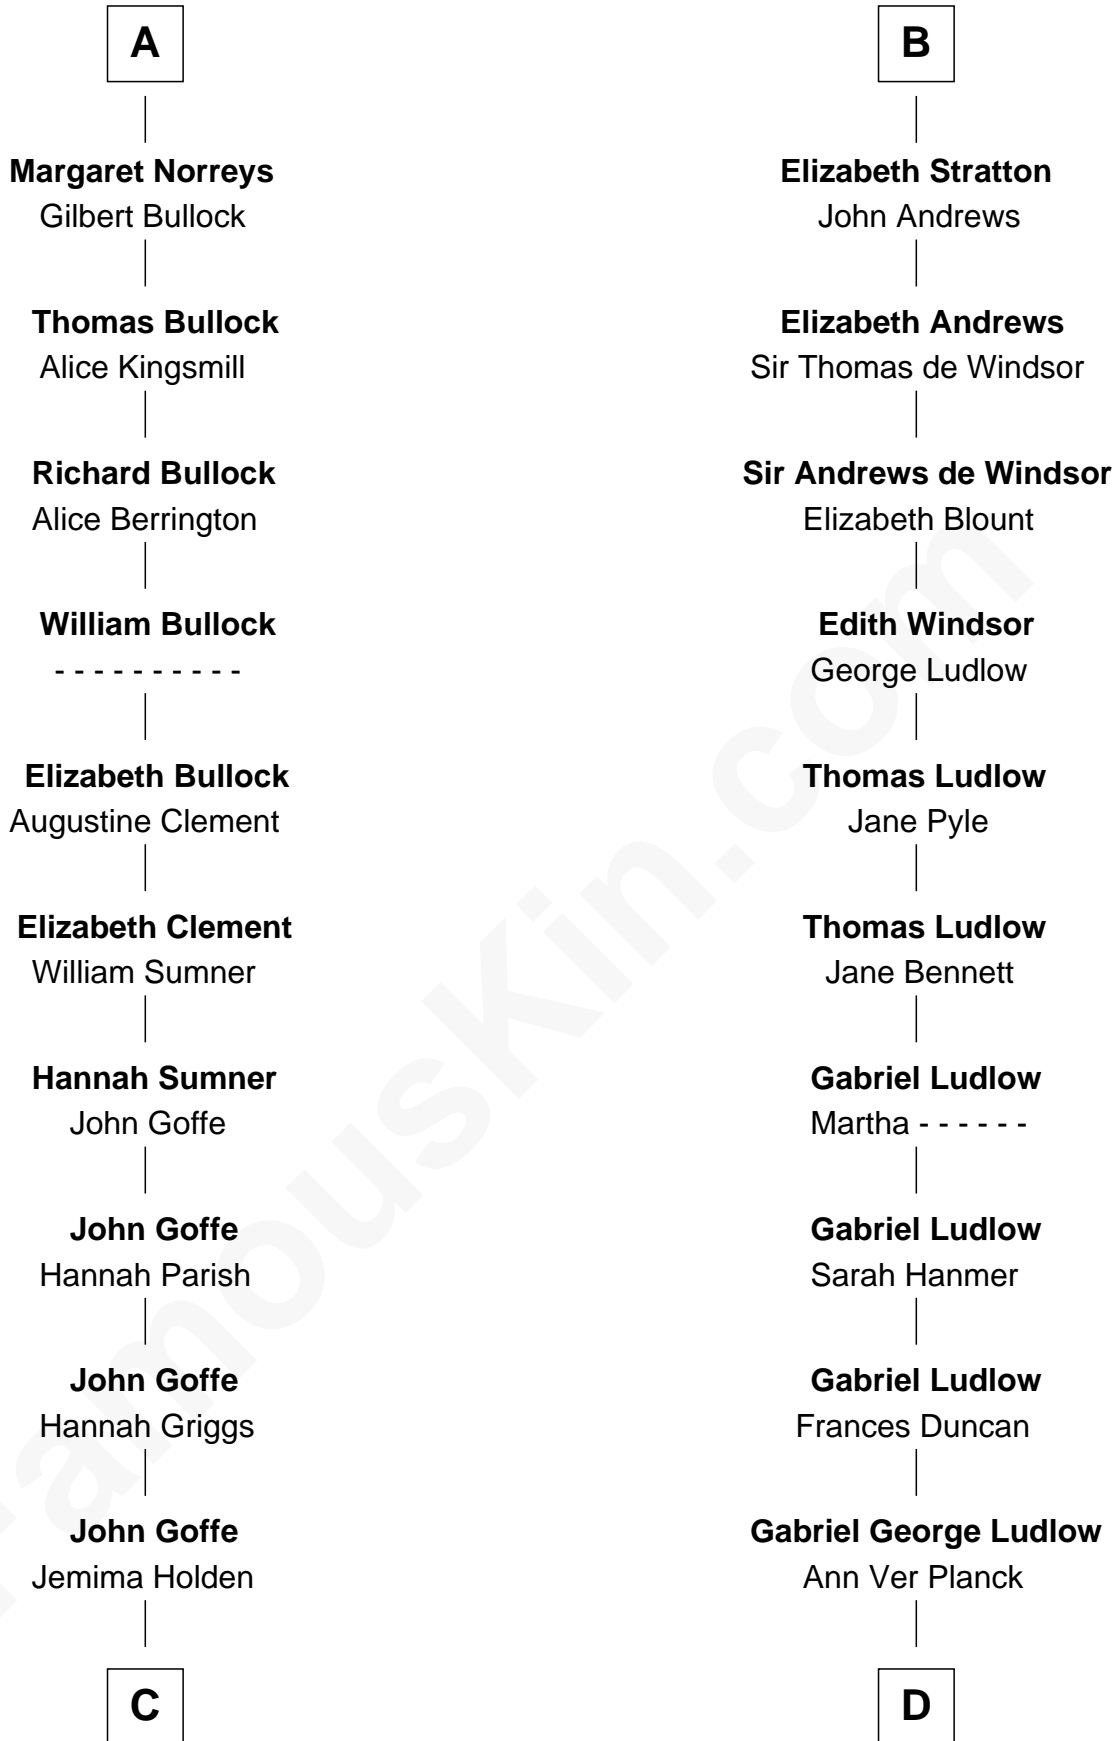 A
Margaret Norreys
Gilbert Bullock
Thomas Bullock
Alice Kingsmill
Richard Bullock
Alice Berrington
William Bullock
- - - - - - - - - -
Elizabeth Bullock
Augustine Clement
Elizabeth Clement
William Sumner
Hannah Sumner
John Goffe
John Goffe
Hannah Parish
John Goffe
Hannah Griggs
John Goffe
Jemima Holden
C
B
Elizabeth Stratton
John Andrews
Elizabeth Andrews
Sir Thomas de Windsor
Sir Andrews de Windsor
Elizabeth Blount
Edith Windsor
George Ludlow
Thomas Ludlow
Jane Pyle
Thomas Ludlow
Jane Bennett
Gabriel Ludlow
Martha - - - - - -
Gabriel Ludlow
Sarah Hanmer
Gabriel Ludlow
Frances Duncan
Gabriel George Ludlow
Ann Ver Planck
D
FamousKin.com